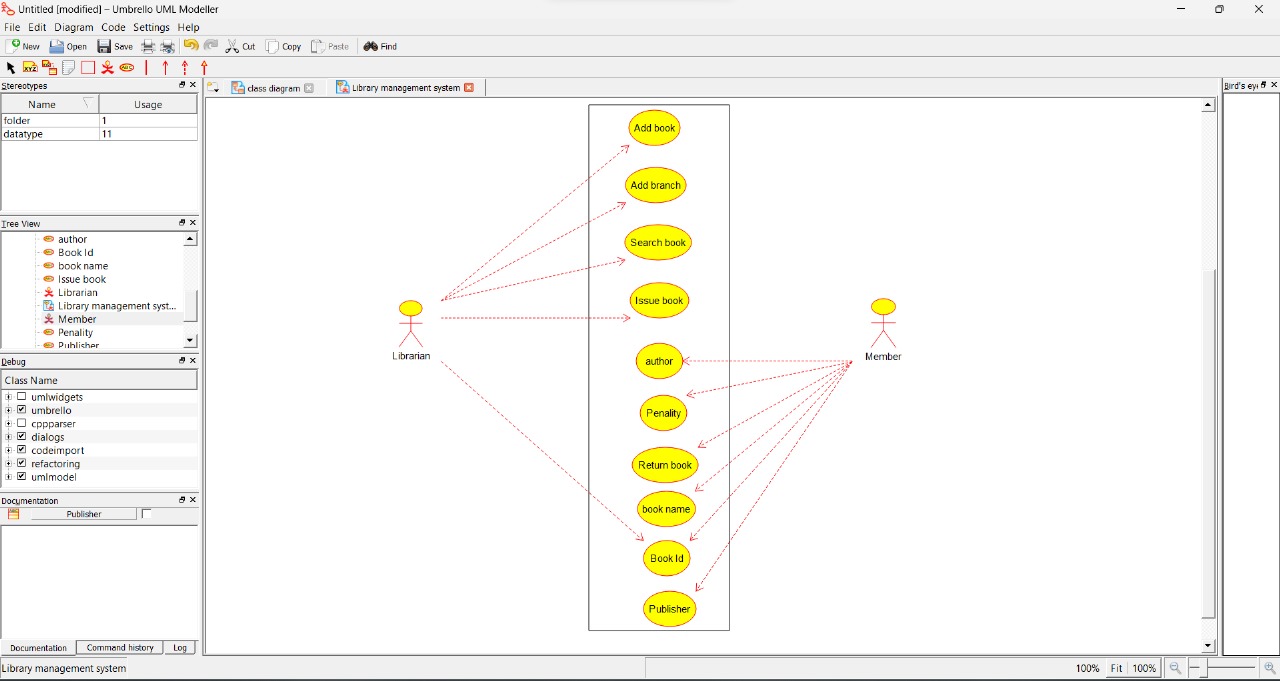 Untitled [modified] – Umbrello UML Modeller
File Edit Diagram Code Settings Help
New Open Save Cut Copy Paste Find
XYZ ABC
Stereotypes
Name Usage
folder 1
datatype 11
Tree View
author
Book Id
book name
Issue book
Librarian
Library management syst...
Member
Penality
Publisher
Debug
Class Name
umlwidgets
umbrello
cppparser
dialogs
codeimport
refactoring
umlmodel
Documentation
Publisher
Documentation Command history Log
Library management system
class diagram Library management system
Add book
Add branch
Search book
Issue book
author
Penality
Return book
book name
Book Id
Publisher
Librarian
Member
Bird's ey
100% Fit 100%